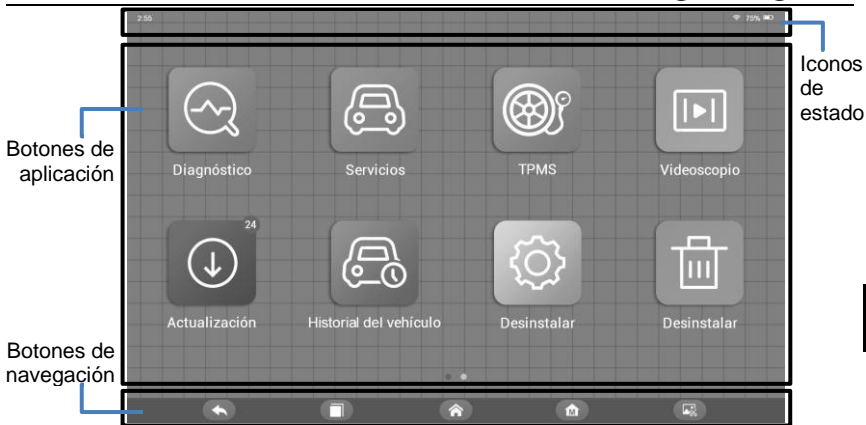 2:56
75%
Iconos
de
estado
Botones de
aplicación
Diagnóstico
Servicios
TPMS
Videoscopio
24
Actualización
Historial del vehículo
Desinstalar
Desinstalar
Botones de
navegación
M